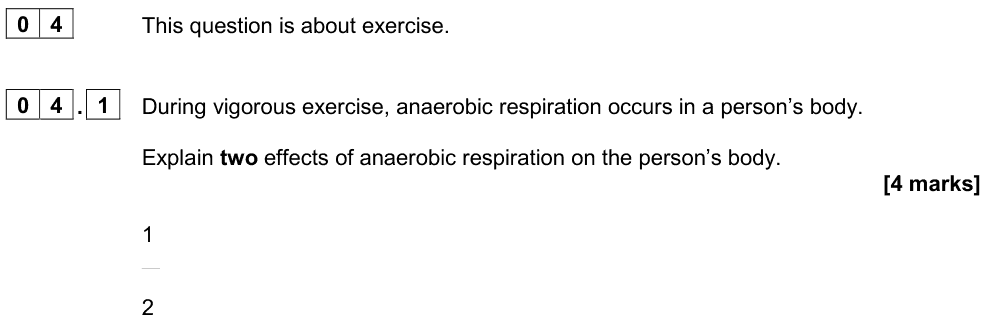 0 4 This question is about exercise.
0 4 . 1 During vigorous exercise, anaerobic respiration occurs in a person's body.
Explain two effects of anaerobic respiration on the person's body.
[4 marks]
1
2